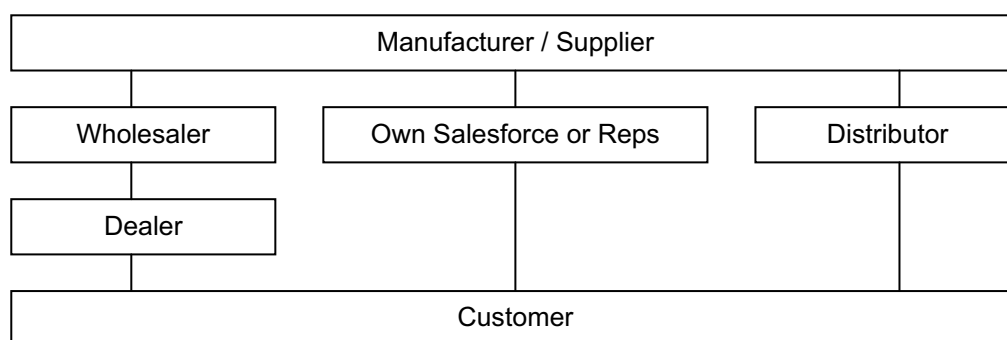 Manufacturer / Supplier
Wholesaler
Own Salesforce or Reps
Distributor
Dealer
Customer